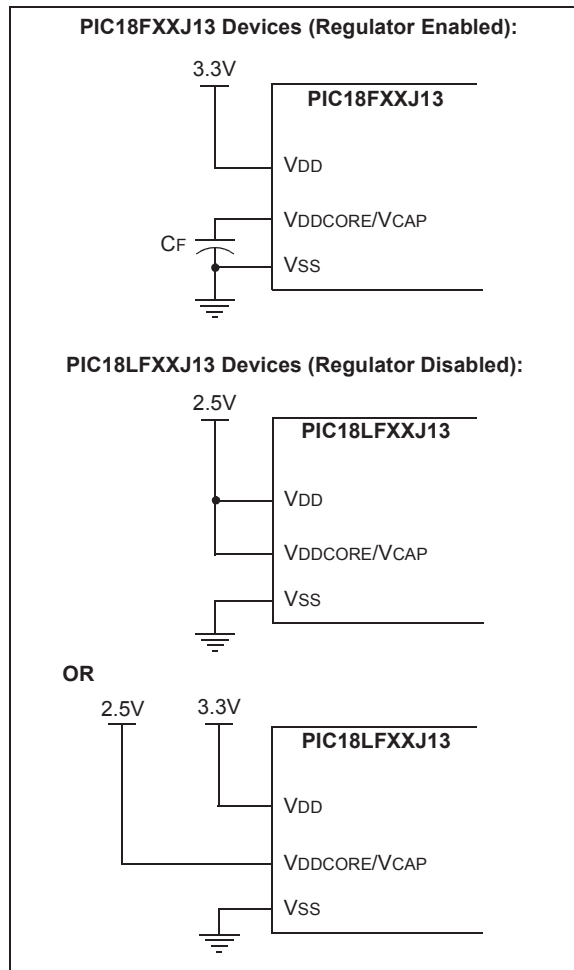 PIC18FXXJ13 Devices (Regulator Enabled):
3.3V
PIC18FXXJ13
VDD
VDDCORE/VCAP
CF
VSS
PIC18LFXXJ13 Devices (Regulator Disabled):
2.5V
PIC18LFXXJ13
VDD
VDDCORE/VCAP
VSS
OR
2.5V 3.3V
PIC18LFXXJ13
VDD
VDDCORE/VCAP
VSS